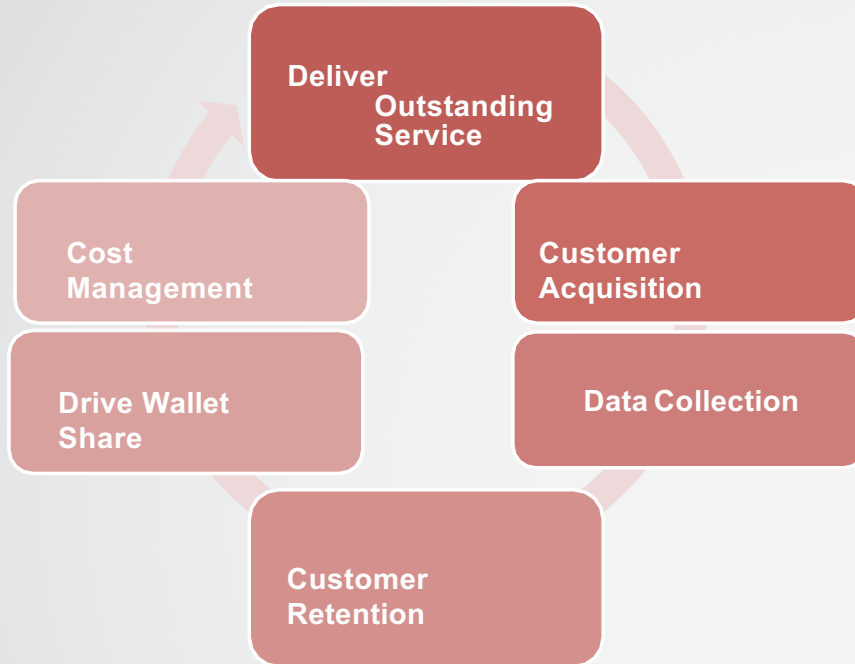 Deliver
Outstanding
Service
Customer
Acquisition
Data Collection
Customer
Retention
Drive Wallet
Share
Cost
Management